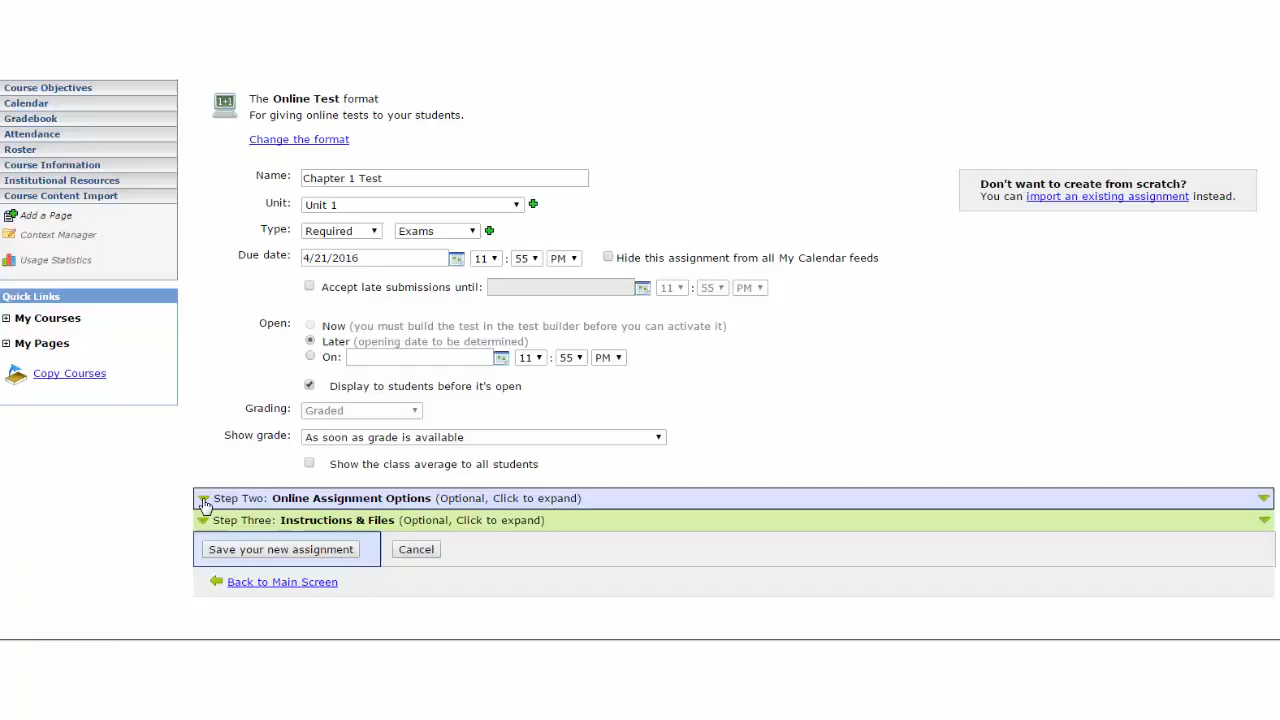 Course Objectives
Calendar
Gradebook
Attendance
Roster
Course Information
Institutional Resources
Course Content Import
Add a Page
Context Manager
Usage Statistics
Quick Links
My Courses
My Pages
Copy Courses
1+1
The Online Test format
For giving online tests to your students.
Change the format
Name: Chapter 1 Test
Unit: Unit 1
Type: Required Exams
Due date: 4/21/2016 11 : 55 PM Hide this assignment from all My Calendar feeds
Accept late submissions until: 11 : 55 PM
Open: Now (you must build the test in the test builder before you can activate it)
Later (opening date to be determined)
On: 11 : 55 PM
Display to students before it's open
Grading: Graded
Show grade: As soon as grade is available
Show the class average to all students
Don't want to create from scratch?
You can import an existing assignment instead.
Step Two: Online Assignment Options (Optional, Click to expand)
Step Three: Instructions & Files (Optional, Click to expand)
Save your new assignment Cancel
Back to Main Screen